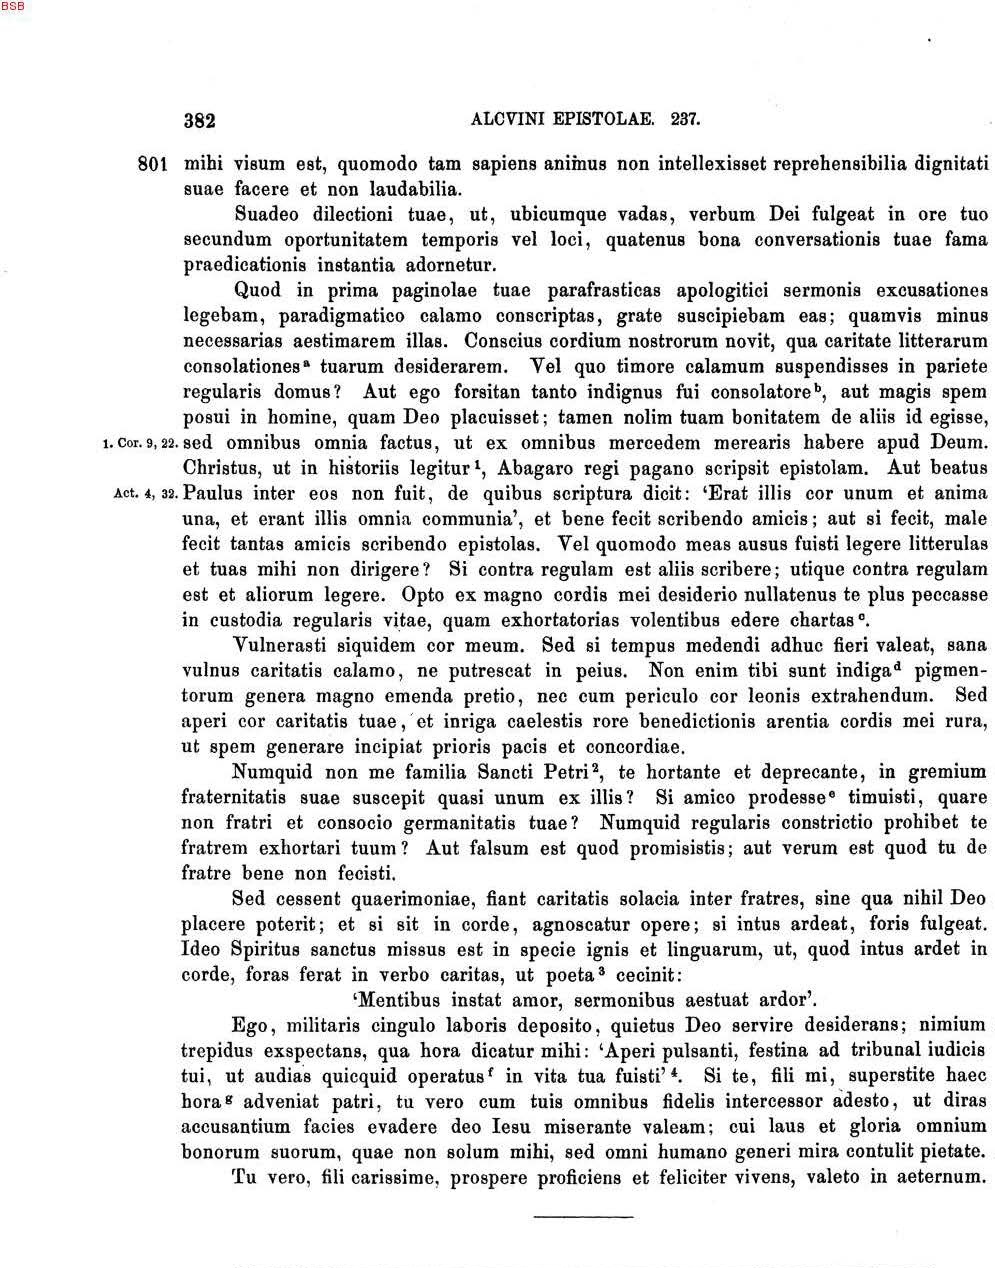 BSB
382 ALCVINI EPISTOLAE. 237.
801 mihi visum est, quomodo tam sapiens animus non intellexisset reprehensibilia dignitati
suae facere et non laudabilia.
Suadeo dilectioni tuae, ut, ubicumque vadas, verbum Dei fulgeat in ore tuo
secundum oportunitatem temporis vel loci, quatenus bona conversationis tuae fama
praedicationis instantia adornetur.
Quod in prima paginolae tuae parafrasticas apologitici sermonis excusationes
legebam, paradigmatico calamo conscriptas, grate suscipiebam eas; quamvis minus
necessarias aestimarem illas. Conscius cordium nostrorum novit, qua caritate litterarum
consolationes a tuarum desiderarem. Vel quo timore calamum suspendisses in pariete
regularis domus? Aut ego forsitan tanto indignus fui consolatore b, aut magis spem
posui in homine, quam Deo placuisset; tamen nolim tuam bonitatem de aliis id egisse,
1. Cor. 9, 22. sed omnibus omnia factus, ut ex omnibus mercedem merearis habere apud Deum.
Christus, ut in historiis legitur 1, Abagaro regi pagano scripsit epistolam. Aut beatus
Act. 4, 32. Paulus inter eos non fuit, de quibus scriptura dicit: ‘Erat illis cor unum et anima
una, et erant illis omnia communia’, et bene fecit scribendo amicis; aut si fecit, male
fecit tantas amicis scribendo epistolas. Vel quomodo meas ausus fuisti legere litterulas
et tuas mihi non dirigere? Si contra regulam est aliis scribere; utique contra regulam
est et aliorum legere. Opto ex magno cordis mei desiderio nullatenus te plus peccasse
in custodia regularis vitae, quam exhortatorias volentibus edere chartas c.
Vulnerasti siquidem cor meum. Sed si tempus medendi adhuc fieri valeat, sana
vulnus caritatis calamo, ne putrescat in peius. Non enim tibi sunt indiga d pigmen-
torum genera magno emenda pretio, nec cum periculo cor leonis extrahendum. Sed
aperi cor caritatis tuae, et inriga caelestis rore benedictionis arentia cordis mei rura,
ut spem generare incipiat prioris pacis et concordiae.
Numquid non me familia Sancti Petri 2, te hortante et deprecante, in gremium
fraternitatis suae suscepit quasi unum ex illis? Si amico prodesse e timuisti, quare
non fratri et consocio germanitatis tuae? Numquid regularis constrictio prohibet te
fratrem exhortari tuum? Aut falsum est quod promisistis; aut verum est quod tu de
fratre bene non fecisti.
Sed cessent quaerimoniae, fiant caritatis solacia inter fratres, sine qua nihil Deo
placere poterit; et si sit in corde, agnoscatur opere; si intus ardeat, foris fulgeat.
Ideo Spiritus sanctus missus est in specie ignis et linguarum, ut, quod intus ardet in
corde, foras ferat in verbo caritas, ut poeta 3 cecinit:
‘Mentibus instat amor, sermonibus aestuat ardor’.
Ego, militaris cingulo laboris deposito, quietus Deo servire desiderans; nimium
trepidus exspectans, qua hora dicatur mihi: ‘Aperi pulsanti, festina ad tribunal iudicis
tui, ut audias quicquid operatus f in vita tua fuisti’ 4. Si te, fili mi, superstite haec
hora g adveniat patri, tu vero cum tuis omnibus fidelis intercessor adesto, ut diras
accusantium facies evadere deo Iesu miserante valeam; cui laus et gloria omnium
bonorum suorum, quae non solum mihi, sed omni humano generi mira contulit pietate.
Tu vero, fili carissime, prospere proficiens et feliciter vivens, valeto in aeternum.